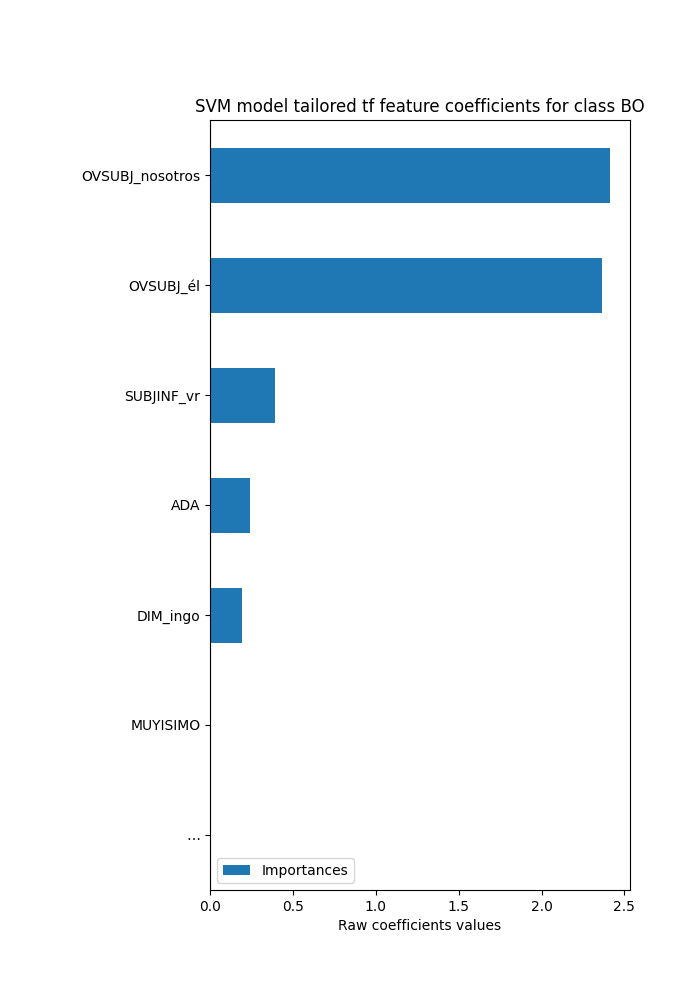 SVM model tailored tf feature coefficients for class BO
OVSUBJ_nosotros
OVSUBJ_él
SUBJINF_vr
ADA
DIM_ingo
MUYISIMO
...
Importances
0.0 0.5 1.0 1.5 2.0 2.5
Raw coefficients values